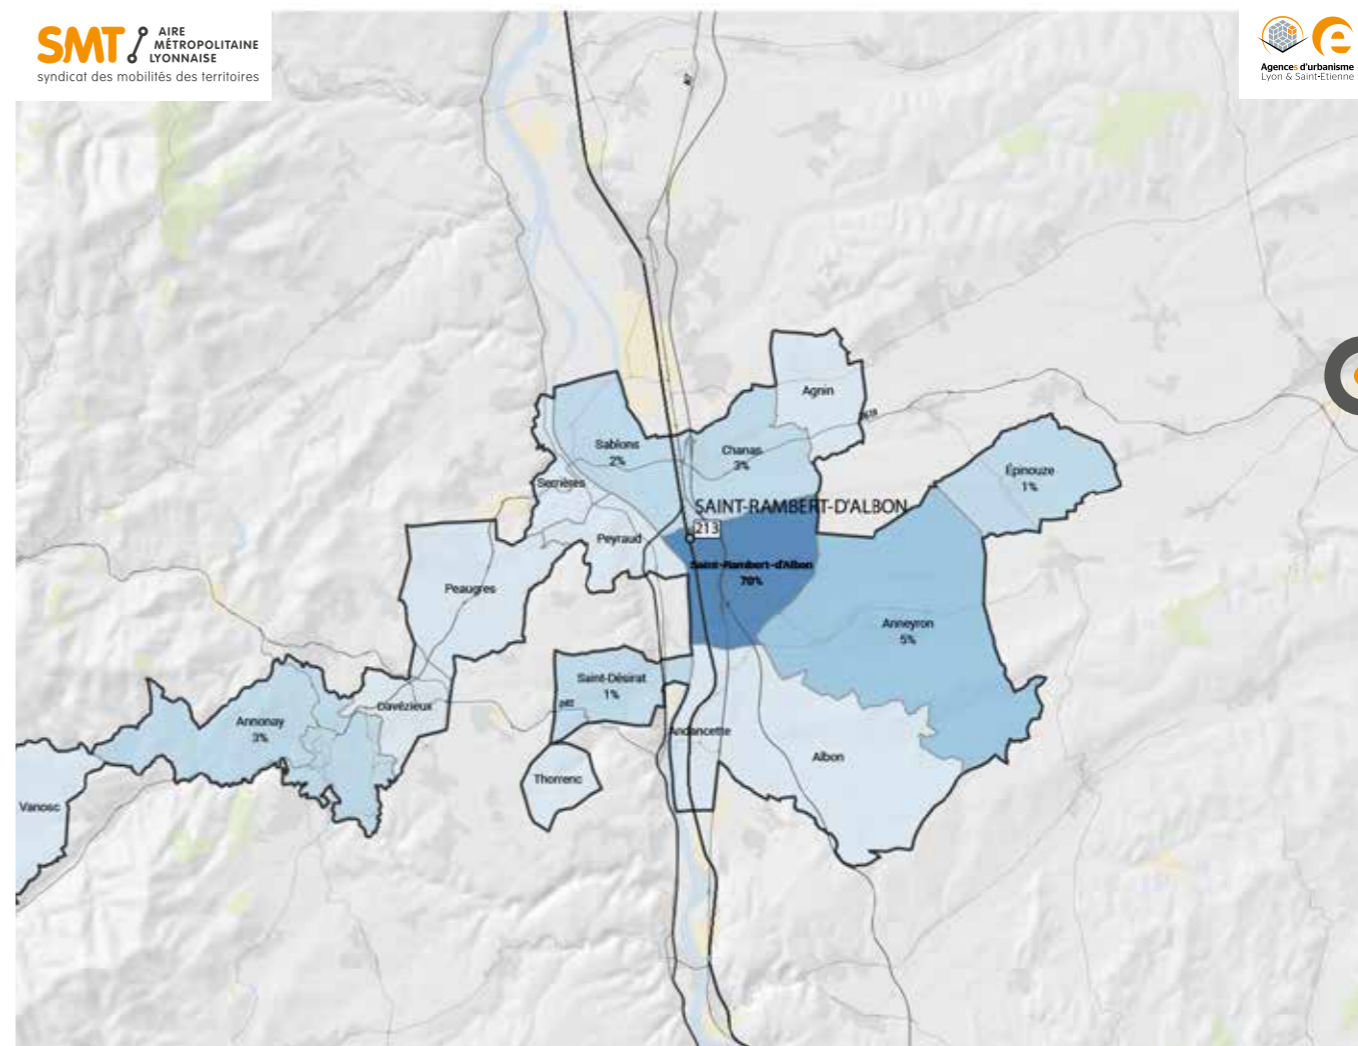 SMT
AIRE
MÉTROPOLITAINE
LYONNAISE
syndicat des mobilités des territoires
Agences d'urbanisme
Lyon & Saint-Etienne
Agnin
Sablons
2%
Chanas
3%
Épinouze
1%
Serrières
SAINT-RAMBERT-D'ALBON
213
Peyraud
Saint-Rambert-d'Albon
70%
Peaugres
Anneyron
5%
Saint-Désirat
1%
Davézieux
Annonay
3%
Andancette
Albon
Thorrenc
Vanosc